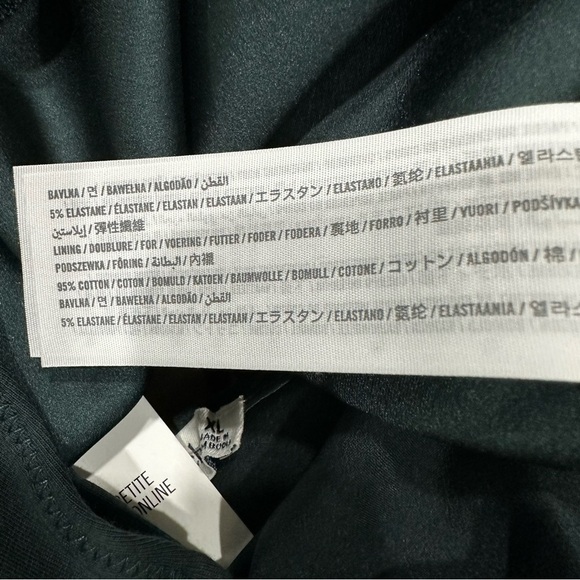 BAVLNA / 면 / BAWEŁNA / ALGODÃO / القطن
5% ELASTANE / ÉLASTANE / ELASTAN / ELASTAAN / エラスタン / ELASTANO / 氨纶 / ELASTAANIA / 엘라스탄
إيلاستين / 彈性纖維
LINING / DOUBLURE / FOR / VOERING / FUTTER / FODER / FODERA / 裏地 / FORRO / 衬里 / VUORI / PODŠÍVKA
PODSZEWKA / FÖRING / البطانة / 內襯
95% COTTON / COTON / BOMULD / KATOEN / BAUMWOLLE / BOMULL / COTONE / コットン / ALGODÓN / 棉 /
BAVLNA / 면 / BAWEŁNA / ALGODÃO / القطن
5% ELASTANE / ÉLASTANE / ELASTAN / ELASTAAN / エラスタン / ELASTANO / 氨纶 / ELASTAANIA / 엘라스
XL
MADE IN
ETITE
ONLINE